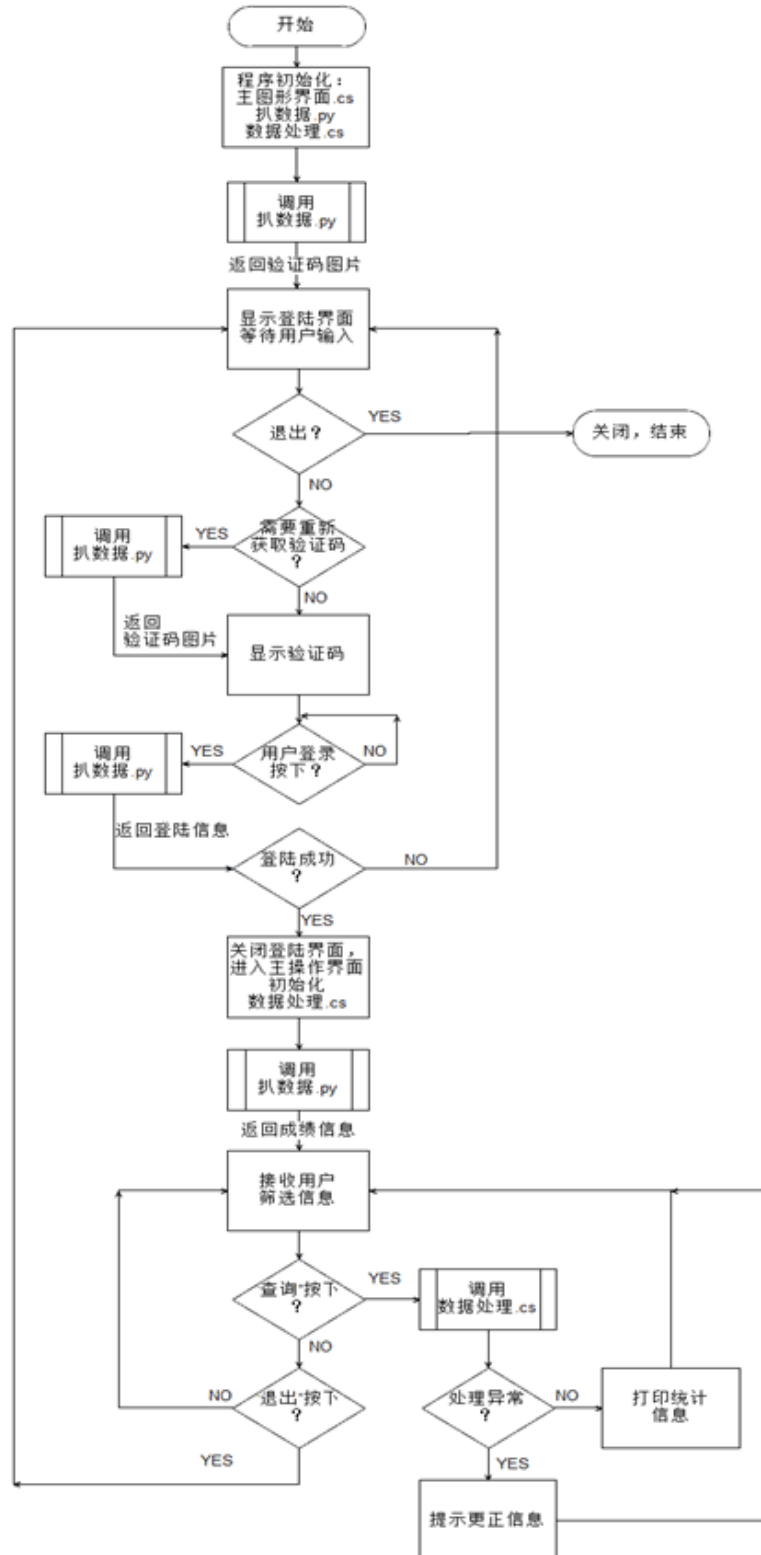 开始
程序初始化：
主图形界面.cs
扒数据.py
数据处理.cs
调用
扒数据.py
返回验证码图片
显示登陆界面
等待用户输入
退出？
YES
关闭，结束
NO
需要重新
获取验证码
？
YES
调用
扒数据.py
NO
返回
验证码图片
显示验证码
用户登录
按下？
NO
YES
调用
扒数据.py
返回登陆信息
登陆成功
？
NO
YES
关闭登陆界面，
进入主操作界面
初始化
数据处理.cs
调用
扒数据.py
返回成绩信息
接收用户
筛选信息
查询"按下
？
YES
调用
数据处理.cs
NO
退出"按下
？
NO
YES
处理异常
？
NO
打印统计
信息
YES
提示更正信息